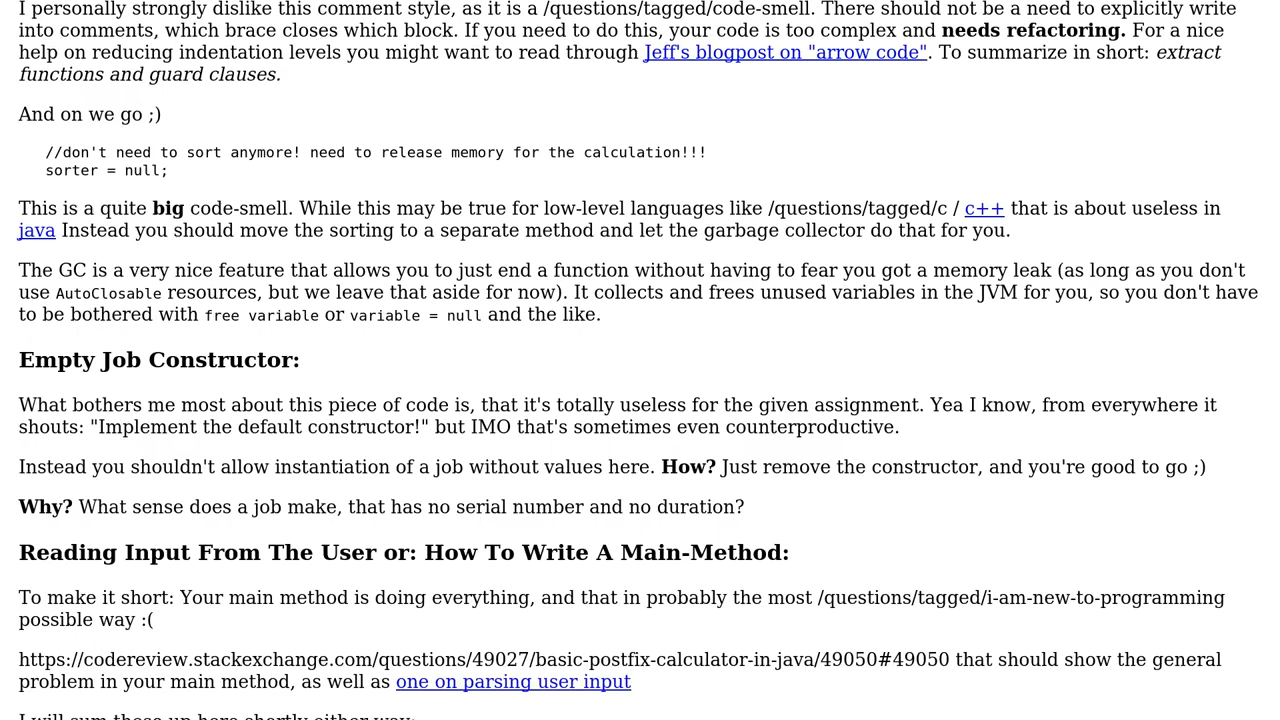 I personally strongly dislike this comment style, as it is a /questions/tagged/code-smell. There should not be a need to explicitly write
into comments, which brace closes which block. If you need to do this, your code is too complex and needs refactoring. For a nice
help on reducing indentation levels you might want to read through Jeff's blogpost on "arrow code". To summarize in short: extract
functions and guard clauses.
And on we go ;)
//don't need to sort anymore! need to release memory for the calculation!!!
sorter = null;
This is a quite big code-smell. While this may be true for low-level languages like /questions/tagged/c / c++ that is about useless in
java Instead you should move the sorting to a separate method and let the garbage collector do that for you.
The GC is a very nice feature that allows you to just end a function without having to fear you got a memory leak (as long as you don't
use AutoClosable resources, but we leave that aside for now). It collects and frees unused variables in the JVM for you, so you don't have
to be bothered with free variable or variable = null and the like.
Empty Job Constructor:
What bothers me most about this piece of code is, that it's totally useless for the given assignment. Yea I know, from everywhere it
shouts: "Implement the default constructor!" but IMO that's sometimes even counterproductive.
Instead you shouldn't allow instantiation of a job without values here. How? Just remove the constructor, and you're good to go ;)
Why? What sense does a job make, that has no serial number and no duration?
Reading Input From The User or: How To Write A Main-Method:
To make it short: Your main method is doing everything, and that in probably the most /questions/tagged/i-am-new-to-programming
possible way :(
https://codereview.stackexchange.com/questions/49027/basic-postfix-calculator-in-java/49050#49050 that should show the general
problem in your main method, as well as one on parsing user input
I will sum these up here shortly either way: